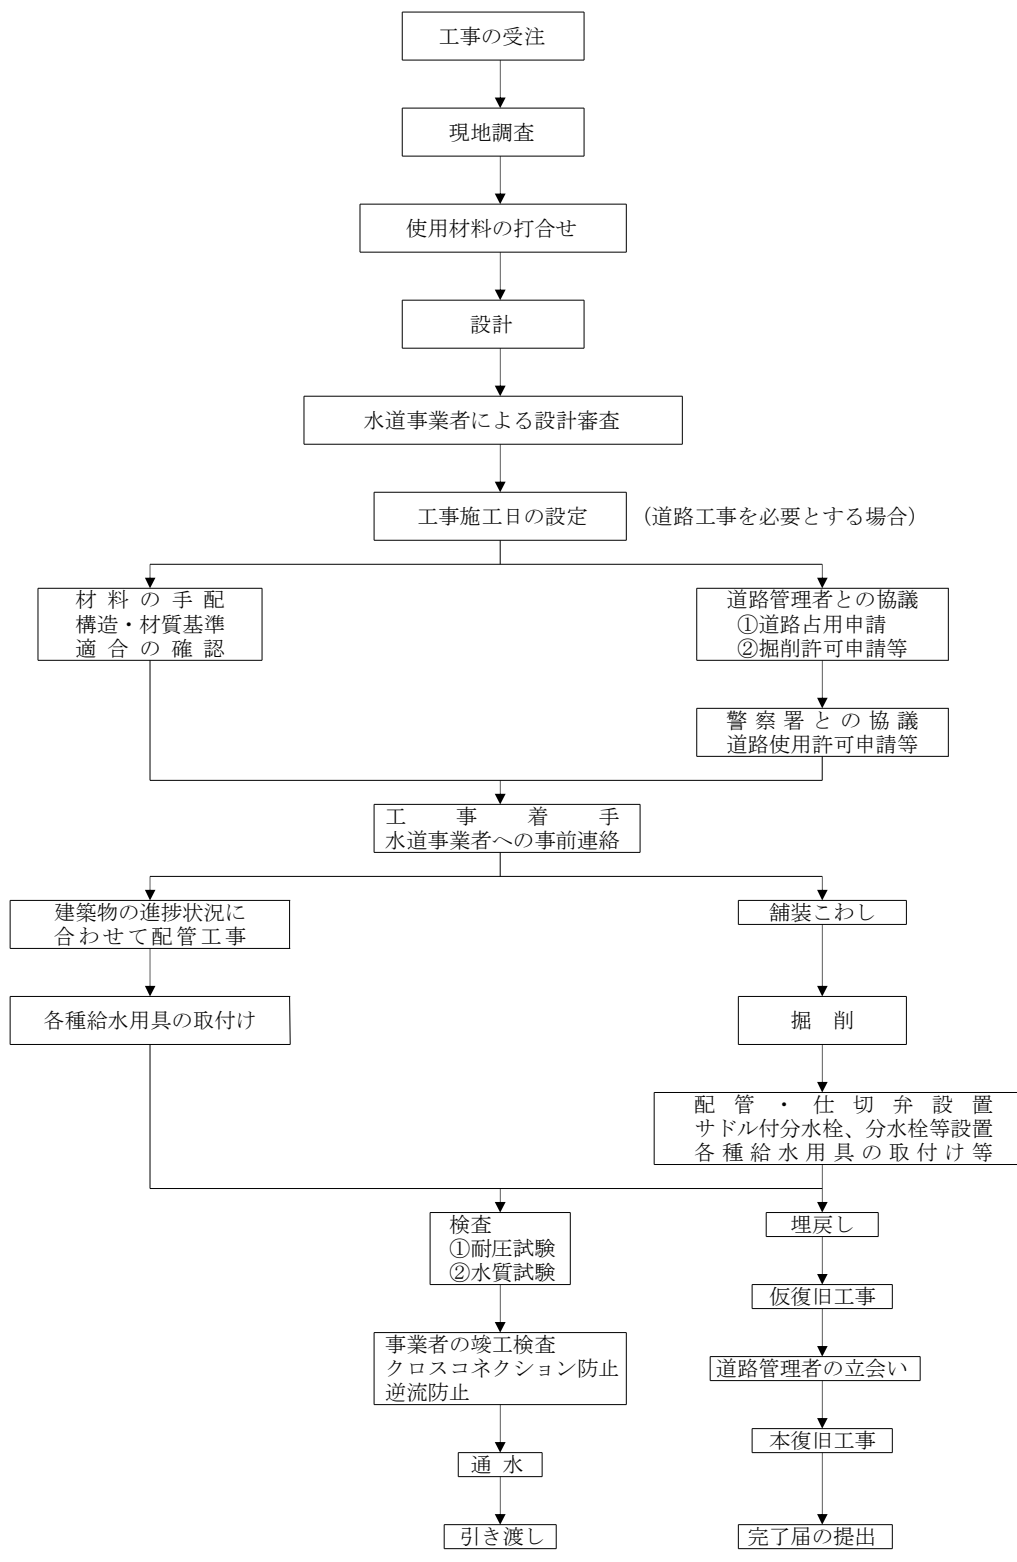 工事の受注
現地調査
使用材料の打合せ
設計
水道事業者による設計審査
工事施工日の設定
（道路工事を必要とする場合）
材料の手配
構造・材質基準
適合の確認
道路管理者との協議
①道路占用申請
②掘削許可申請等
警察署との協議
道路使用許可申請等
工事着手
水道事業者への事前連絡
建築物の進捗状況に
合わせて配管工事
舗装こわし
各種給水用具の取付け
掘　削
配管・仕切弁設置
サドル付分水栓、分水栓等設置
各種給水用具の取付け等
検査
①耐圧試験
②水質試験
埋戻し
仮復旧工事
事業者の竣工検査
クロスコネクション防止
逆流防止
道路管理者の立会い
本復旧工事
通 水
引き渡し
完了届の提出